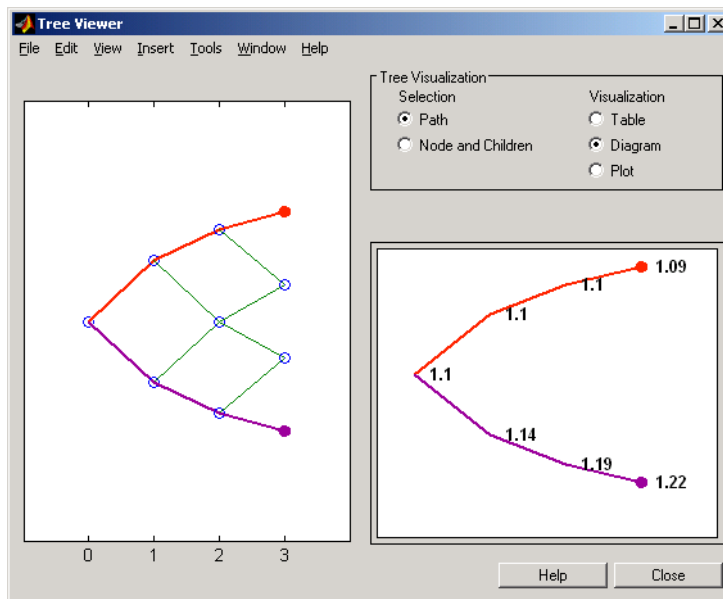 Tree Viewer
File Edit View Insert Tools Window Help
Tree Visualization
Selection
Visualization
Path
Table
Node and Children
Diagram
Plot
1.09
1.1
1.1
1.1
1.14
1.19
1.22
0 1 2 3
Help
Close